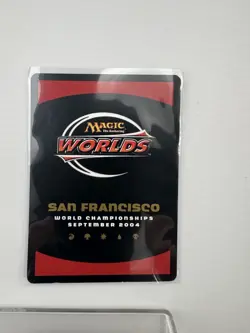 MAGIC
The Gathering
WORLDS
SAN FRANCISCO
WORLD CHAMPIONSHIPS
SEPTEMBER 2004